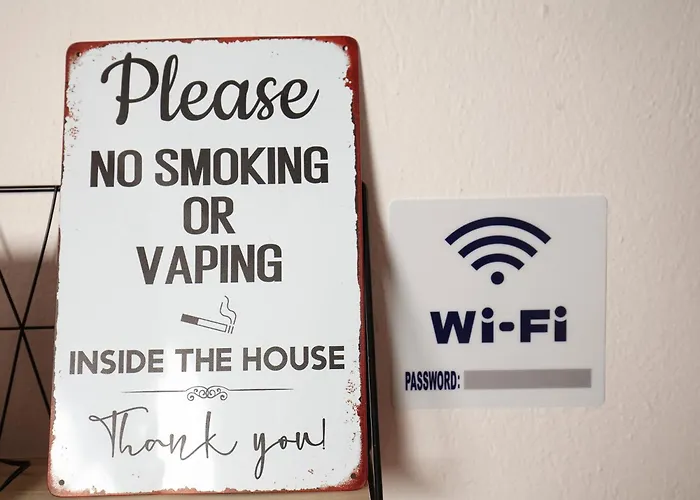 Please
NO SMOKING
OR
VAPING
INSIDE THE HOUSE
Thank you!
Wi-Fi
PASSWORD: